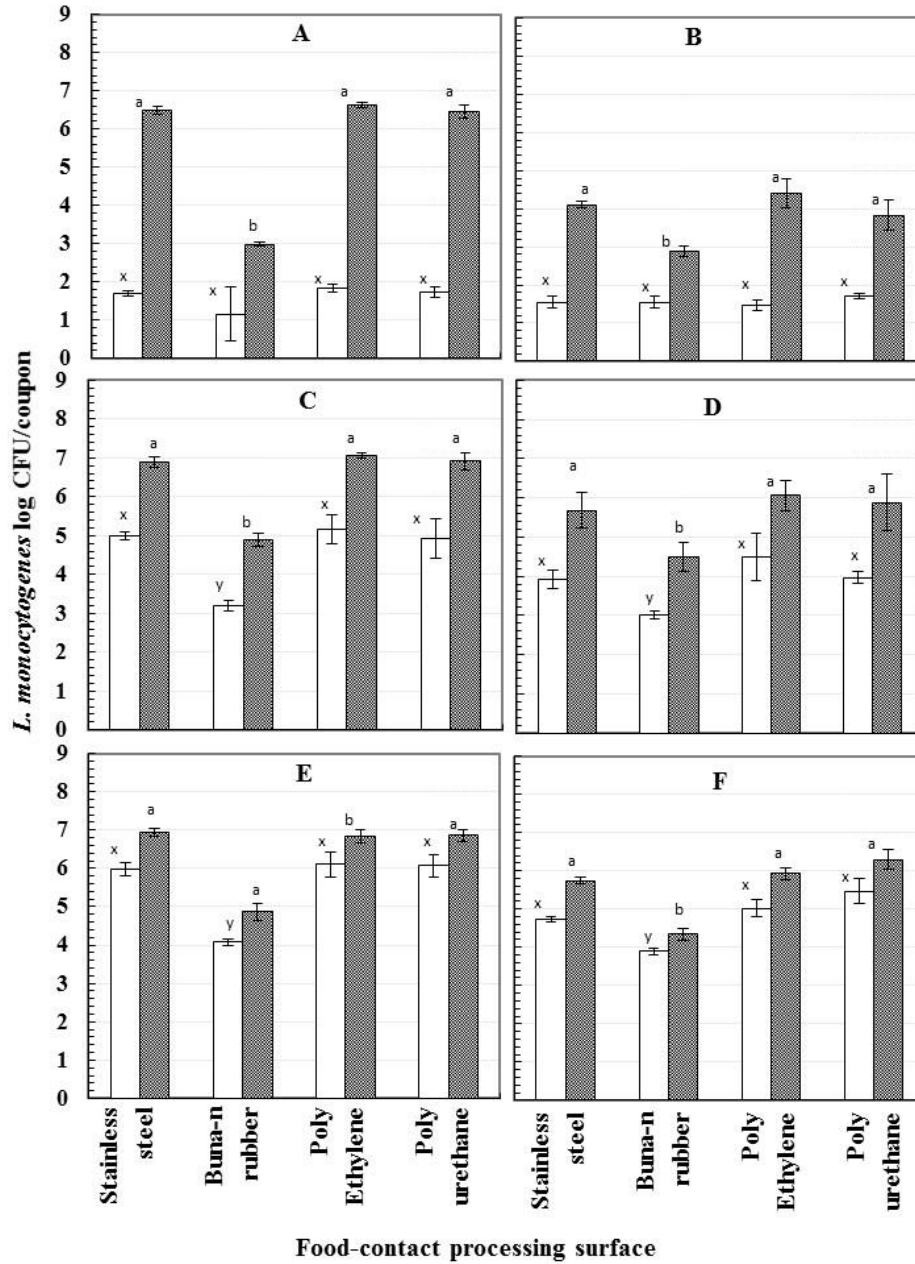 L. monocytogenes log CFU/coupon
9
8
7
6
5
4
3
2
1
0
A
a
x
b
x
a
x
a
x
B
a
x
b
x
a
x
a
x
9
8
7
6
5
4
3
2
1
0
C
a
x
b
y
a
x
a
x
D
a
x
b
y
a
x
a
x
9
8
7
6
5
4
3
2
1
0
E
a
x
a
y
b
x
a
x
F
a
x
b
y
a
x
a
x
Stainless
steel
Buna-n
rubber
Poly
Ethylene
Poly
urethane
Stainless
steel
Buna-n
rubber
Poly
Ethylene
Poly
urethane
Food-contact processing surface